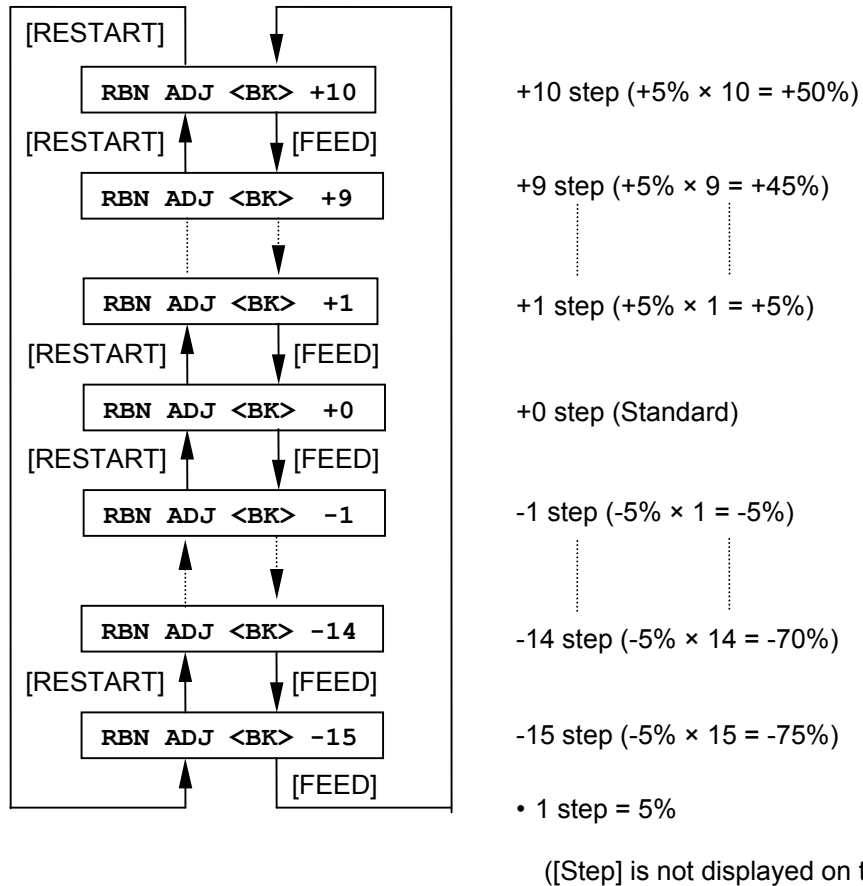 [RESTART]
RBN ADJ <BK> +10
+10 step (+5% × 10 = +50%)
[RESTART]
[FEED]
RBN ADJ <BK> +9
+9 step (+5% × 9 = +45%)
RBN ADJ <BK> +1
+1 step (+5% × 1 = +5%)
[RESTART]
[FEED]
RBN ADJ <BK> +0
+0 step (Standard)
[RESTART]
[FEED]
RBN ADJ <BK> -1
-1 step (-5% × 1 = -5%)
RBN ADJ <BK> -14
-14 step (-5% × 14 = -70%)
[RESTART]
[FEED]
RBN ADJ <BK> -15
-15 step (-5% × 15 = -75%)
[FEED]
• 1 step = 5%
([Step] is not displayed on